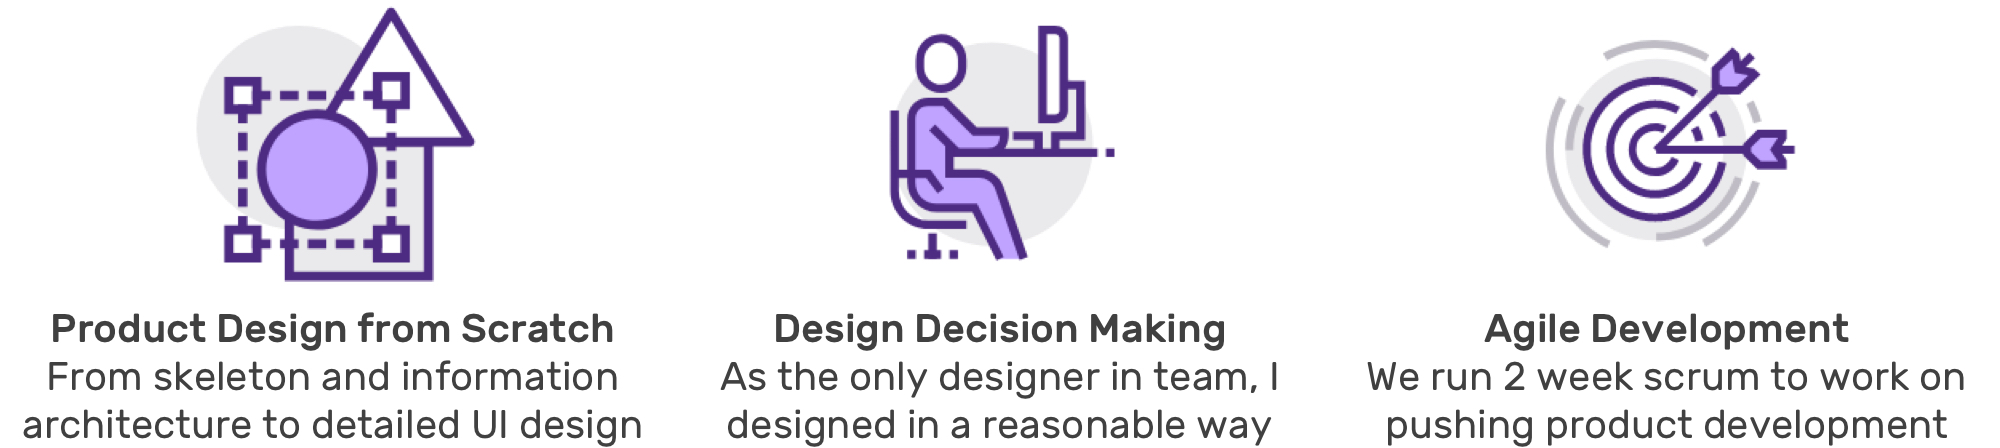 Product Design from Scratch
From skeleton and information
architecture to detailed UI design
Design Decision Making
As the only designer in team, I
designed in a reasonable way
Agile Development
We run 2 week scrum to work on
pushing product development